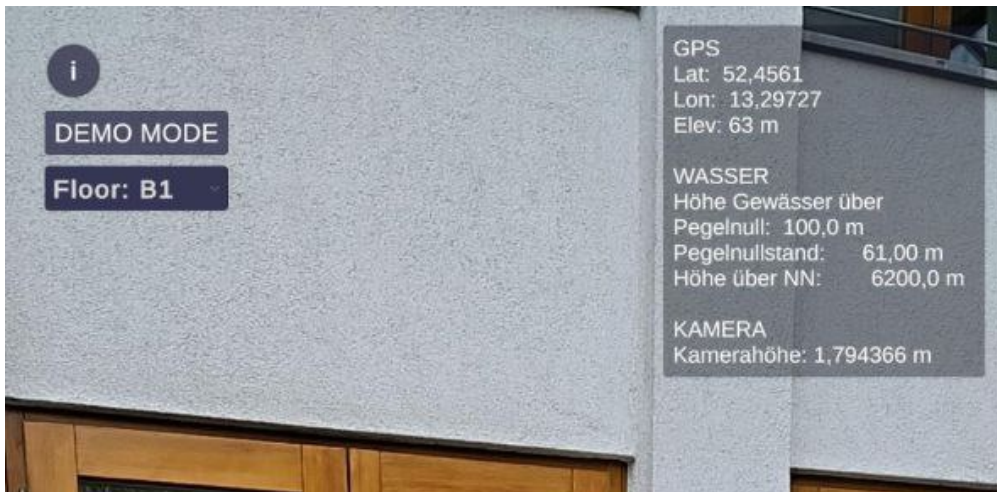 i
DEMO MODE
Floor: B1
GPS
Lat: 52,4561
Lon: 13,29727
Elev: 63 m
WASSER
Höhe Gewässer über
Pegelnull: 100,0 m
Pegelnullstand: 61,00 m
Höhe über NN: 6200,0 m
KAMERA
Kamerahöhe: 1,794366 m